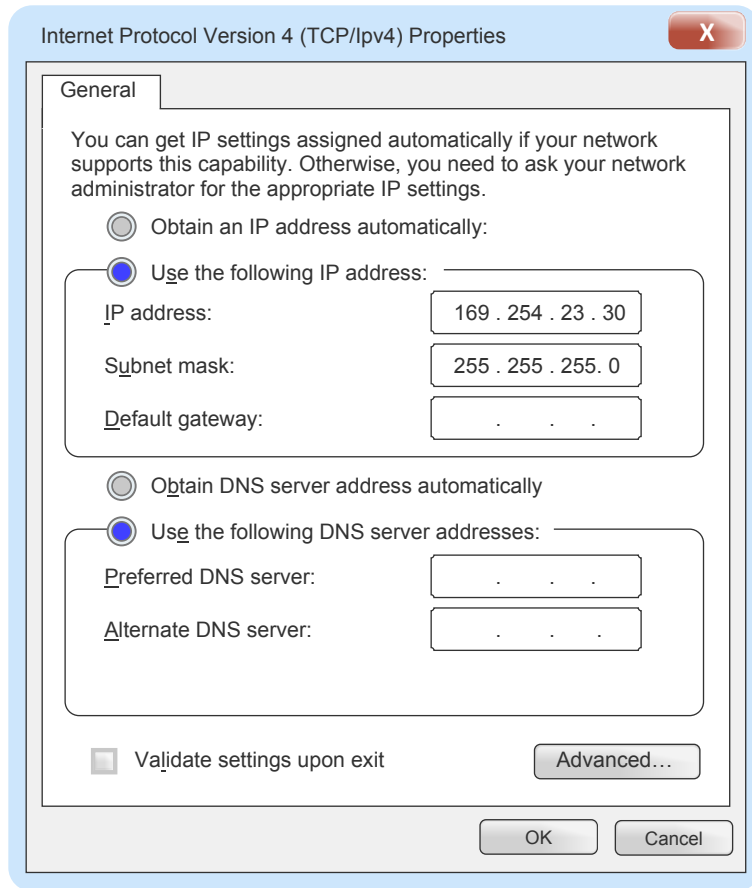 Internet Protocol Version 4 (TCP/Ipv4) Properties
X
General
You can get IP settings assigned automatically if your network
supports this capability. Otherwise, you need to ask your network
administrator for the appropriate IP settings.
Obtain an IP address automatically:
Use the following IP address:
IP address:
169 . 254 . 23 . 30
Subnet mask:
255 . 255 . 255. 0
Default gateway:
. . .
Obtain DNS server address automatically
Use the following DNS server addresses:
Preferred DNS server:
. . .
Alternate DNS server:
. . .
Validate settings upon exit
Advanced…
OK
Cancel